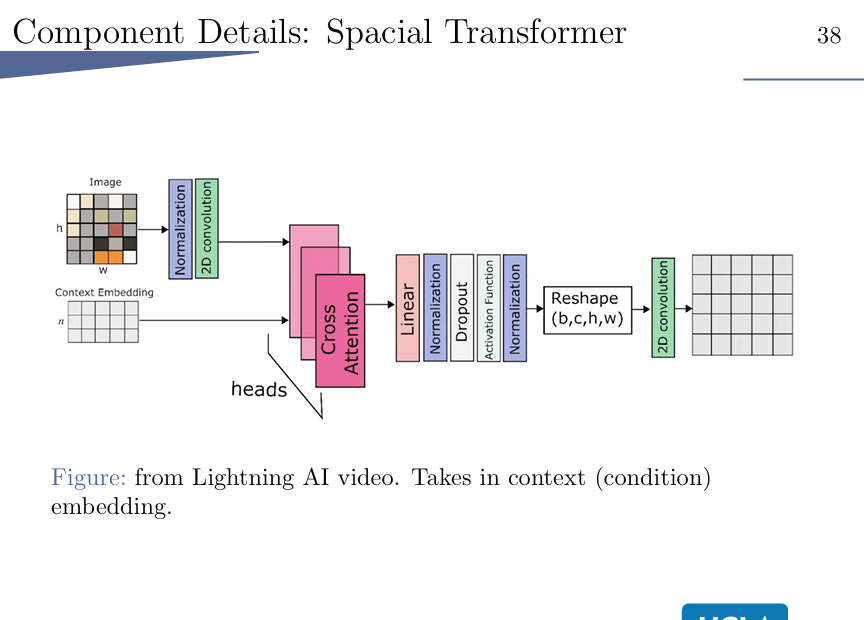 Component Details: Spacial Transformer
38
Image
h
w
Normalization
2D convolution
Context Embedding
n
Cross
Attention
heads
Linear
Normalization
Dropout
Activation Function
Normalization
Reshape
(b,c,h,w)
2D convolution
Figure: from Lightning AI video. Takes in context (condition)
embedding.